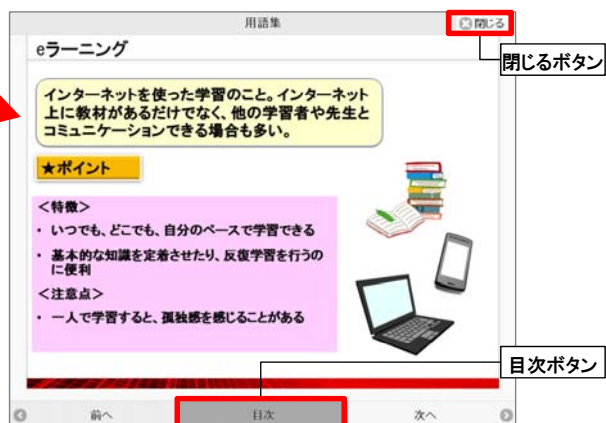 用語集
閉じる
閉じるボタン
eラーニング
インターネットを使った学習のこと。インターネット
上に教材があるだけでなく、他の学習者や先生と
コミュニケーションできる場合も多い。
★ポイント
＜特徴＞
・ いつでも、どこでも、自分のペースで学習できる
・ 基本的な知識を定着させたり、反復学習を行うの
に便利
＜注意点＞
・ 一人で学習すると、孤独感を感じることがある
目次ボタン
前へ
目次
次へ